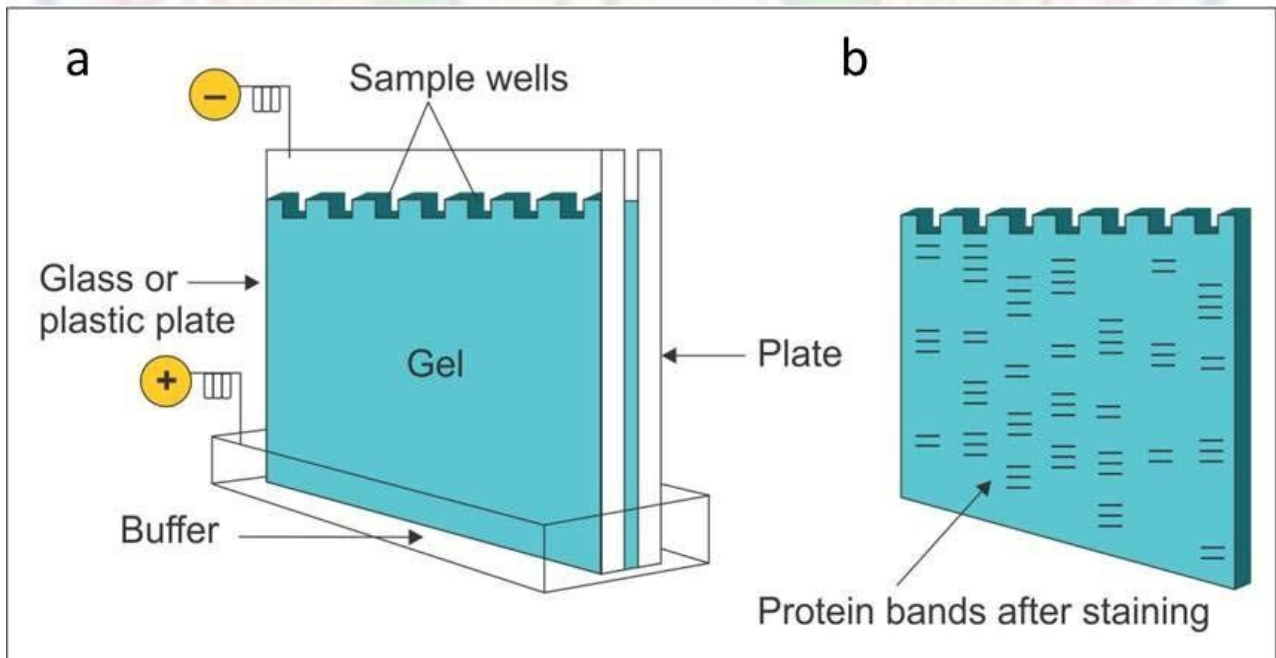 a
b
Sample wells
−
Glass or
plastic plate
Gel
Plate
+
Buffer
Protein bands after staining